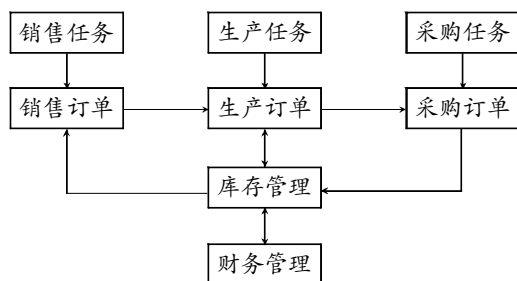 销售任务
生产任务
采购任务
销售订单
生产订单
采购订单
库存管理
财务管理